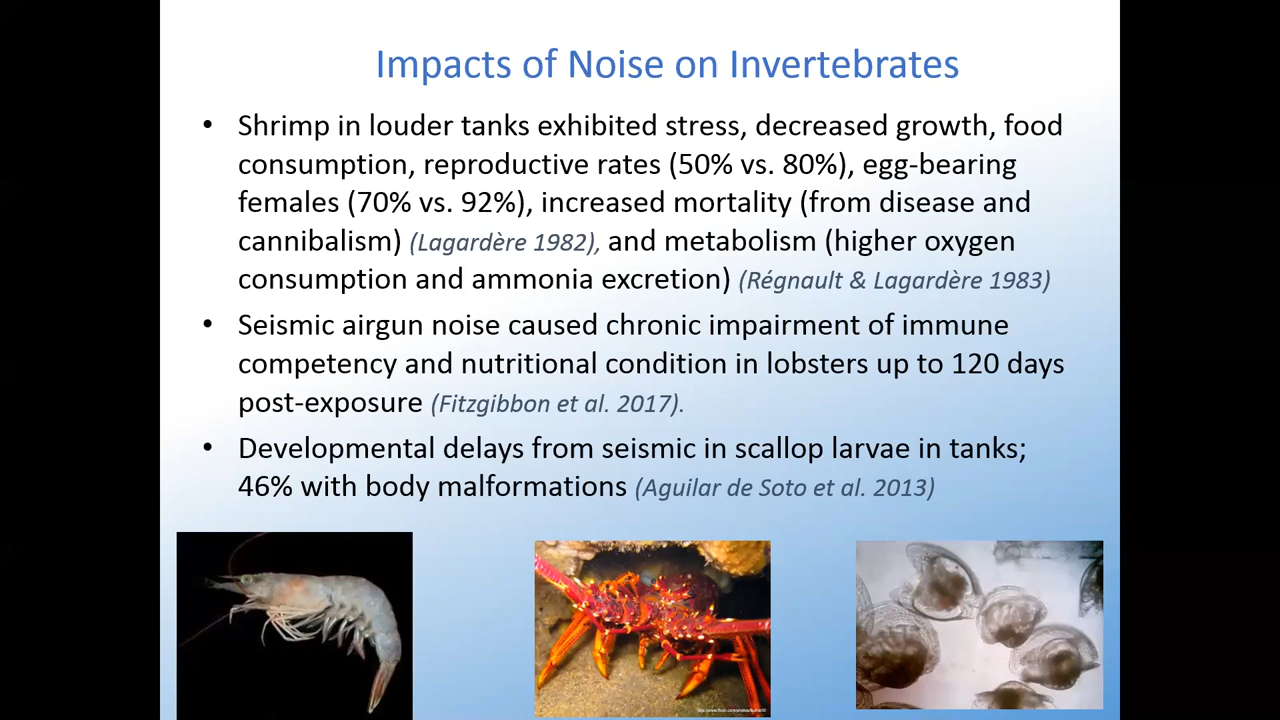 Impacts of Noise on Invertebrates
• Shrimp in louder tanks exhibited stress, decreased growth, food
consumption, reproductive rates (50% vs. 80%), egg-bearing
females (70% vs. 92%), increased mortality (from disease and
cannibalism) (Lagardère 1982), and metabolism (higher oxygen
consumption and ammonia excretion) (Régnault & Lagardère 1983)
• Seismic airgun noise caused chronic impairment of immune
competency and nutritional condition in lobsters up to 120 days
post-exposure (Fitzgibbon et al. 2017).
• Developmental delays from seismic in scallop larvae in tanks;
46% with body malformations (Aguilar de Soto et al. 2013)